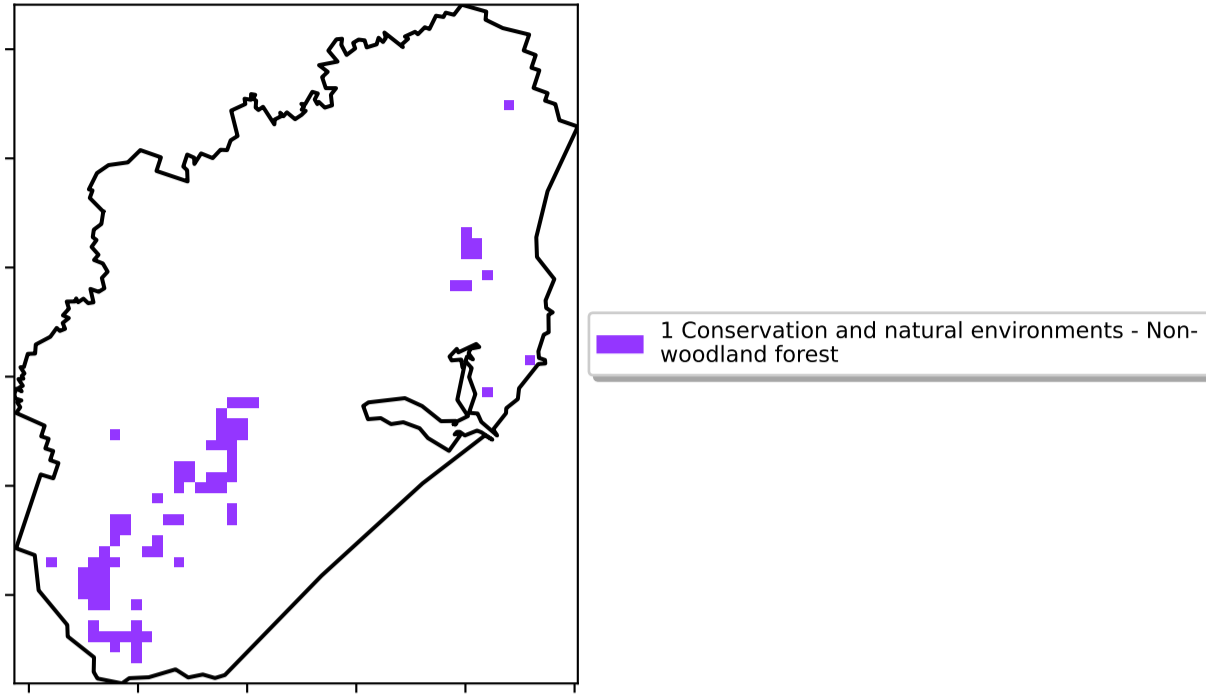 1 Conservation and natural environments - Non-
woodland forest